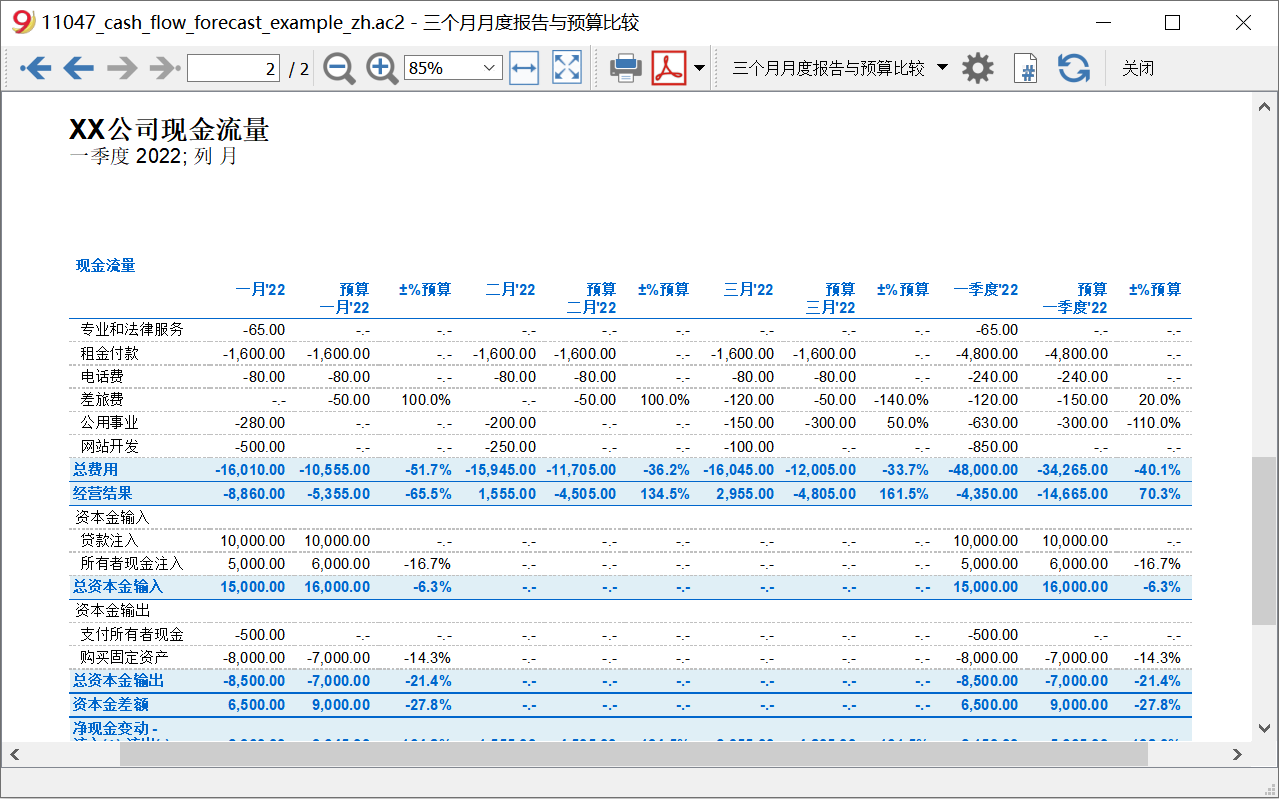 11047_cash_flow_forecast_example_zh.ac2 - 三个月月度报告与预算比较
2 / 2 85% 三个月月度报告与预算比较 # 关闭
XX公司现金流量
一季度 2022; 列 月
现金流量
一月'22 预算 ±%预算 二月'22 预算 ±%预算 三月'22 预算 ±%预算 一季度'22 预算 ±%预算
一月'22 二月'22 三月'22 一季度'22
专业和法律服务 -65.00 -.- -.- -.- -.- -.- -.- -.- -.- -65.00 -.- -.-
租金付款 -1,600.00 -1,600.00 -.- -1,600.00 -1,600.00 -.- -1,600.00 -1,600.00 -.- -4,800.00 -4,800.00 -.-
电话费 -80.00 -80.00 -.- -80.00 -80.00 -.- -80.00 -80.00 -.- -240.00 -240.00 -.-
差旅费 -.- -50.00 100.0% -.- -50.00 100.0% -120.00 -50.00 -140.0% -120.00 -150.00 20.0%
公用事业 -280.00 -.- -.- -200.00 -.- -.- -150.00 -300.00 50.0% -630.00 -300.00 -110.0%
网站开发 -500.00 -.- -.- -250.00 -.- -.- -100.00 -.- -.- -850.00 -.- -.-
总费用 -16,010.00 -10,555.00 -51.7% -15,945.00 -11,705.00 -36.2% -16,045.00 -12,005.00 -33.7% -48,000.00 -34,265.00 -40.1%
经营结果 -8,860.00 -5,355.00 -65.5% 1,555.00 -4,505.00 134.5% 2,955.00 -4,805.00 161.5% -4,350.00 -14,665.00 70.3%
资本金输入
贷款注入 10,000.00 10,000.00 -.- -.- -.- -.- -.- -.- -.- 10,000.00 10,000.00 -.-
所有者现金注入 5,000.00 6,000.00 -16.7% -.- -.- -.- -.- -.- -.- 5,000.00 6,000.00 -16.7%
总资本金输入 15,000.00 16,000.00 -6.3% -.- -.- -.- -.- -.- -.- 15,000.00 16,000.00 -6.3%
资本金输出
支付所有者现金 -500.00 -.- -.- -.- -.- -.- -.- -.- -.- -500.00 -.- -.-
购买固定资产 -8,000.00 -7,000.00 -14.3% -.- -.- -.- -.- -.- -.- -8,000.00 -7,000.00 -14.3%
总资本金输出 -8,500.00 -7,000.00 -21.4% -.- -.- -.- -.- -.- -.- -8,500.00 -7,000.00 -21.4%
资本金差额 6,500.00 9,000.00 -27.8% -.- -.- -.- -.- -.- -.- 6,500.00 9,000.00 -27.8%
净现金变动 -